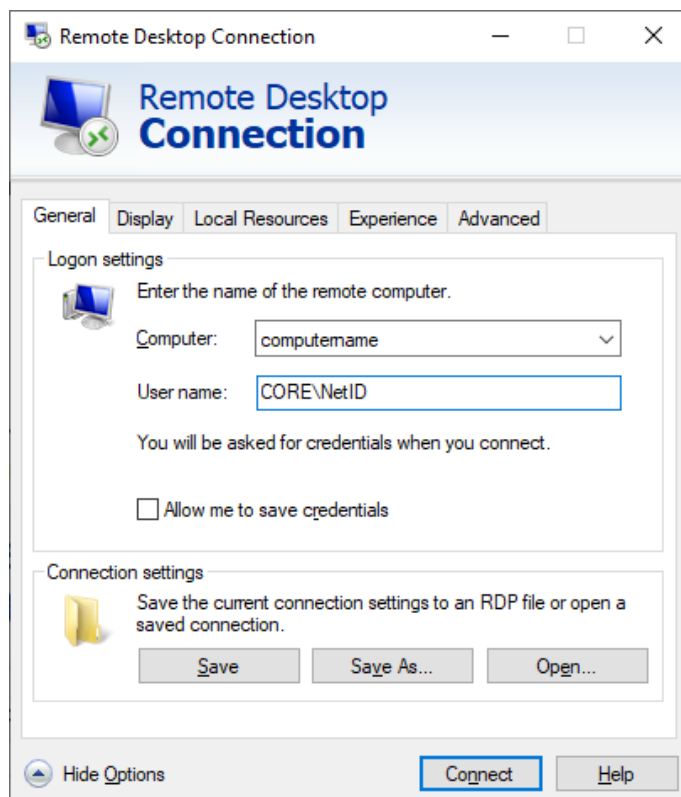 Remote Desktop Connection
Remote Desktop
Connection
General Display Local Resources Experience Advanced
Logon settings
Enter the name of the remote computer.
Computer: computername
User name: CORE\NetID
You will be asked for credentials when you connect.
Allow me to save credentials
Connection settings
Save the current connection settings to an RDP file or open a
saved connection.
Save Save As... Open...
Hide Options Connect Help